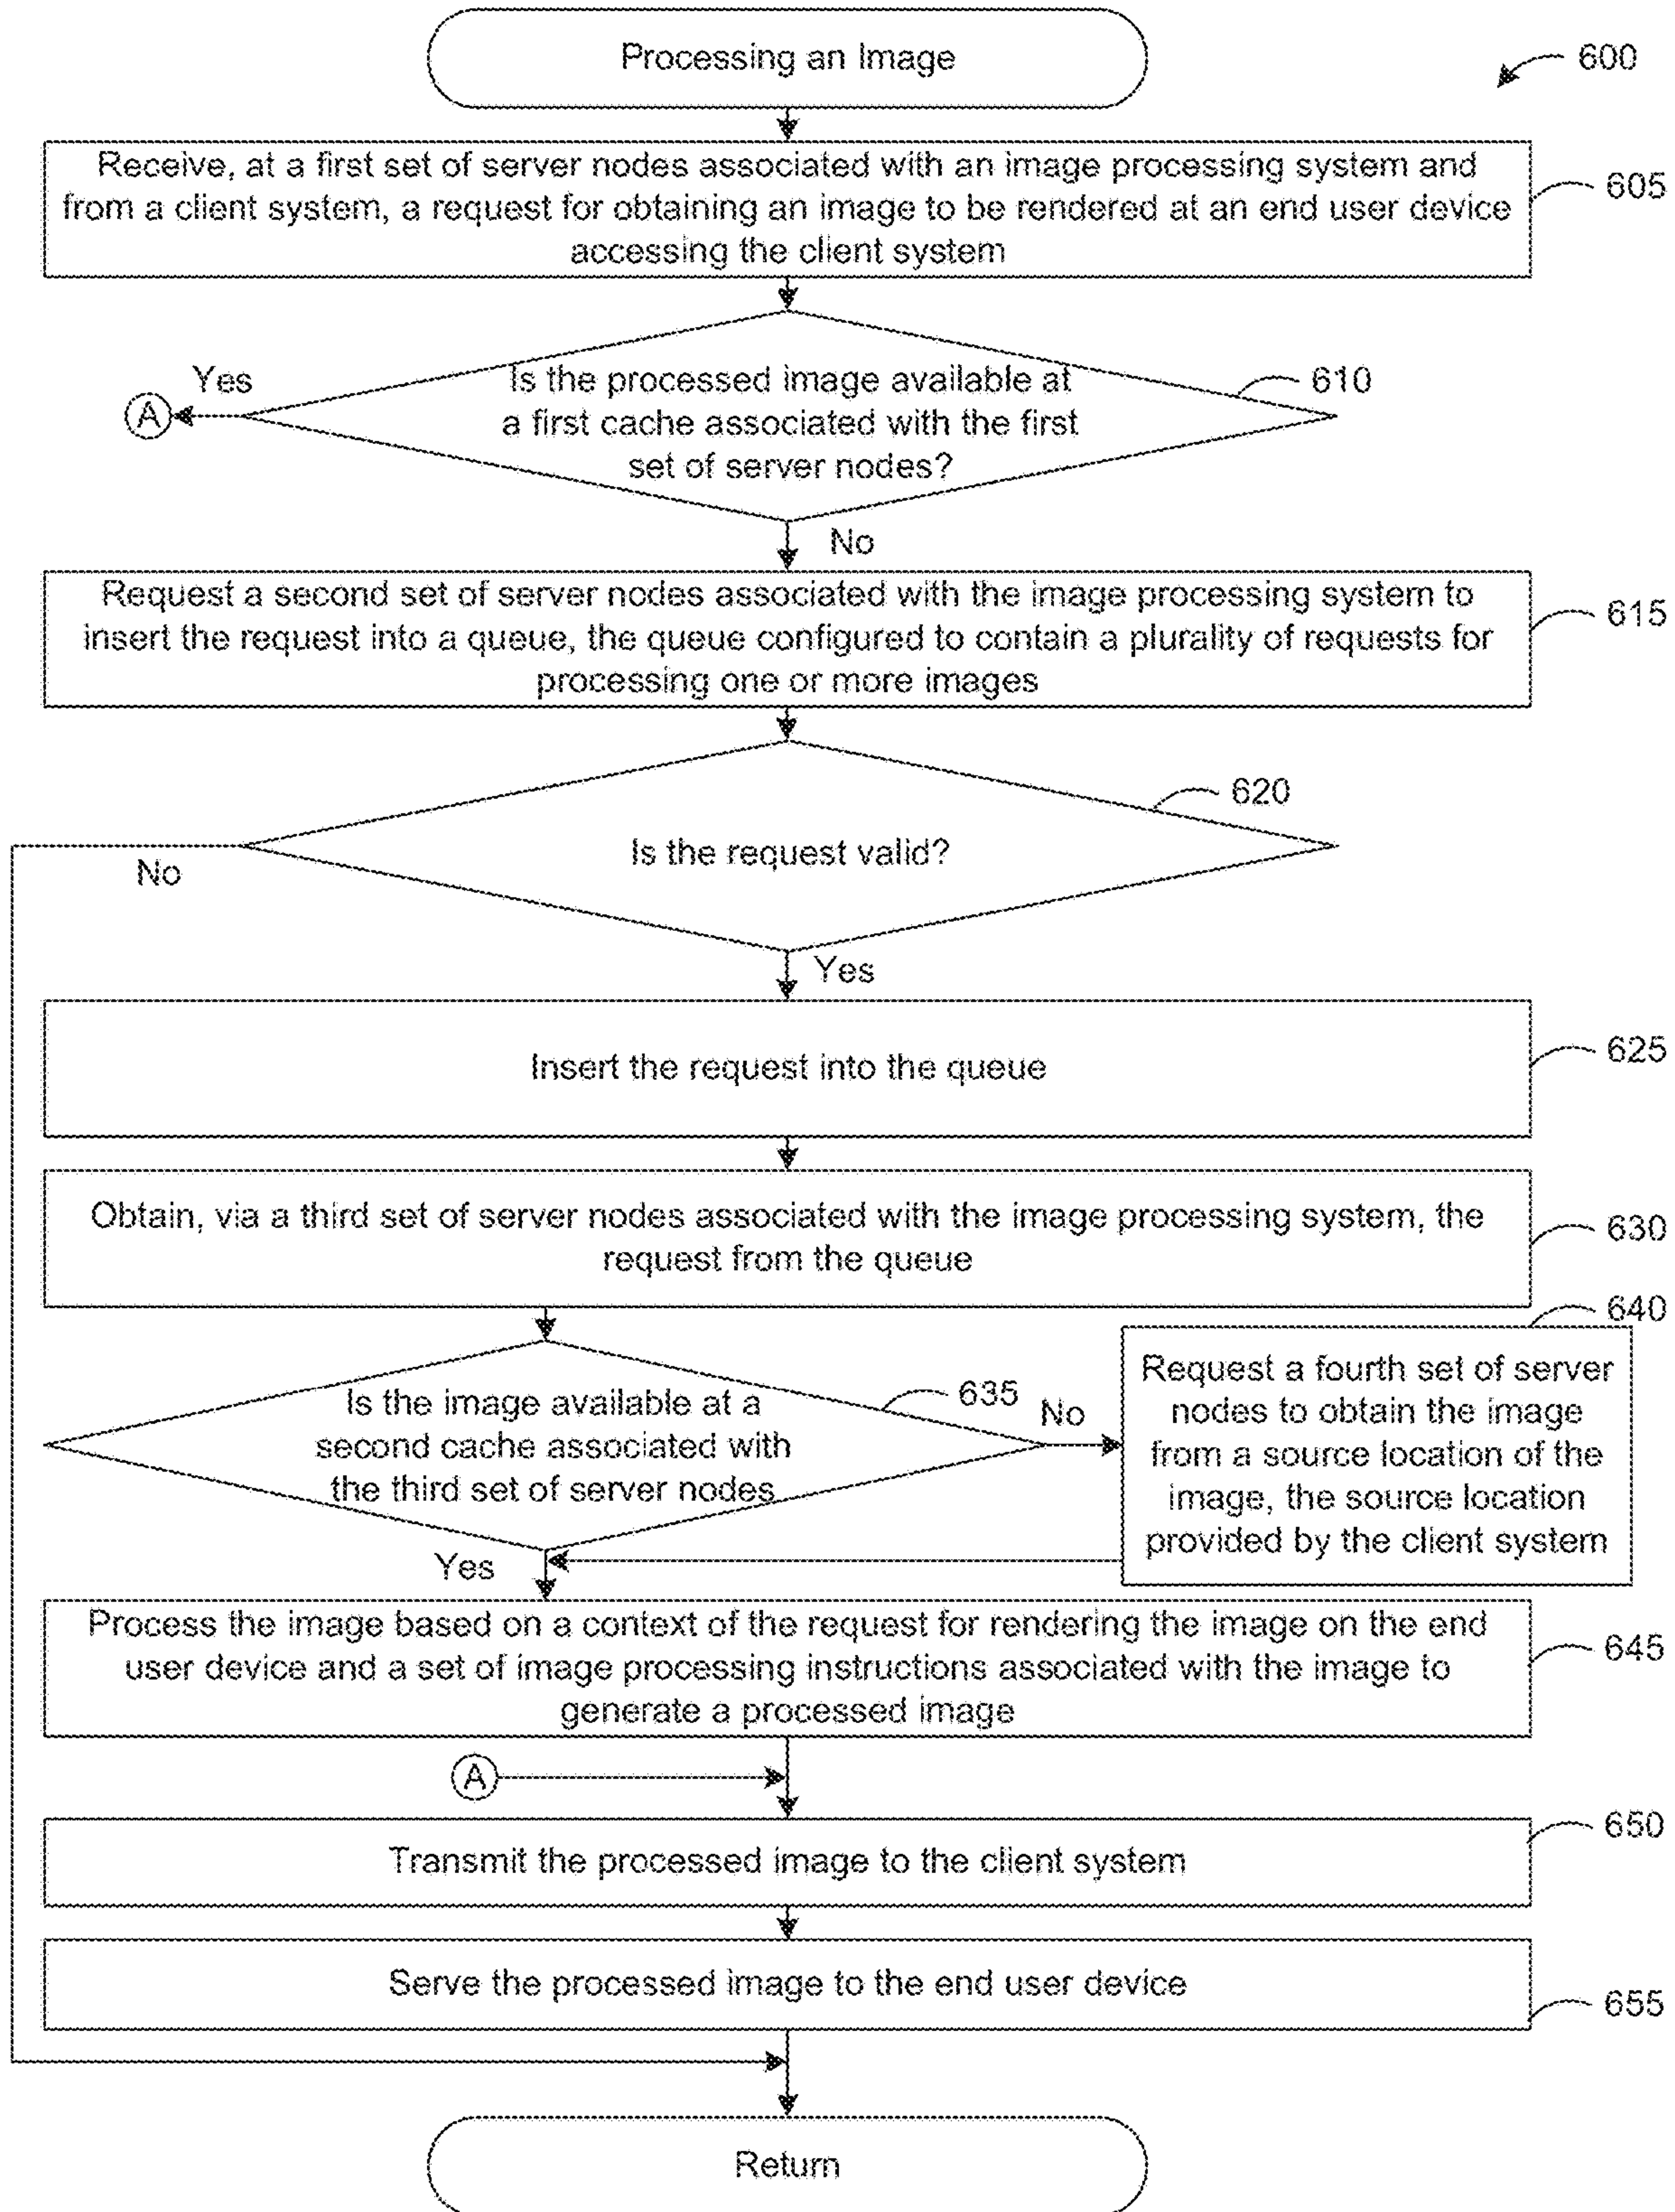 Processing an Image
600
Receive, at a first set of server nodes associated with an image processing system and
from a client system, a request for obtaining an image to be rendered at an end user device
accessing the client system
605
Is the processed image available at
a first cache associated with the first
set of server nodes?
610
Yes
A
No
Request a second set of server nodes associated with the image processing system to
insert the request into a queue, the queue configured to contain a plurality of requests for
processing one or more images
615
620
Is the request valid?
No
Yes
Insert the request into the queue
625
Obtain, via a third set of server nodes associated with the image processing system, the
request from the queue
630
640
Is the image available at a
second cache associated with
the third set of server nodes
635
No
Request a fourth set of server
nodes to obtain the image
from a source location of the
image, the source location
provided by the client system
Yes
Process the image based on a context of the request for rendering the image on the end
user device and a set of image processing instructions associated with the image to
generate a processed image
645
A
Transmit the processed image to the client system
650
Serve the processed image to the end user device
655
Return